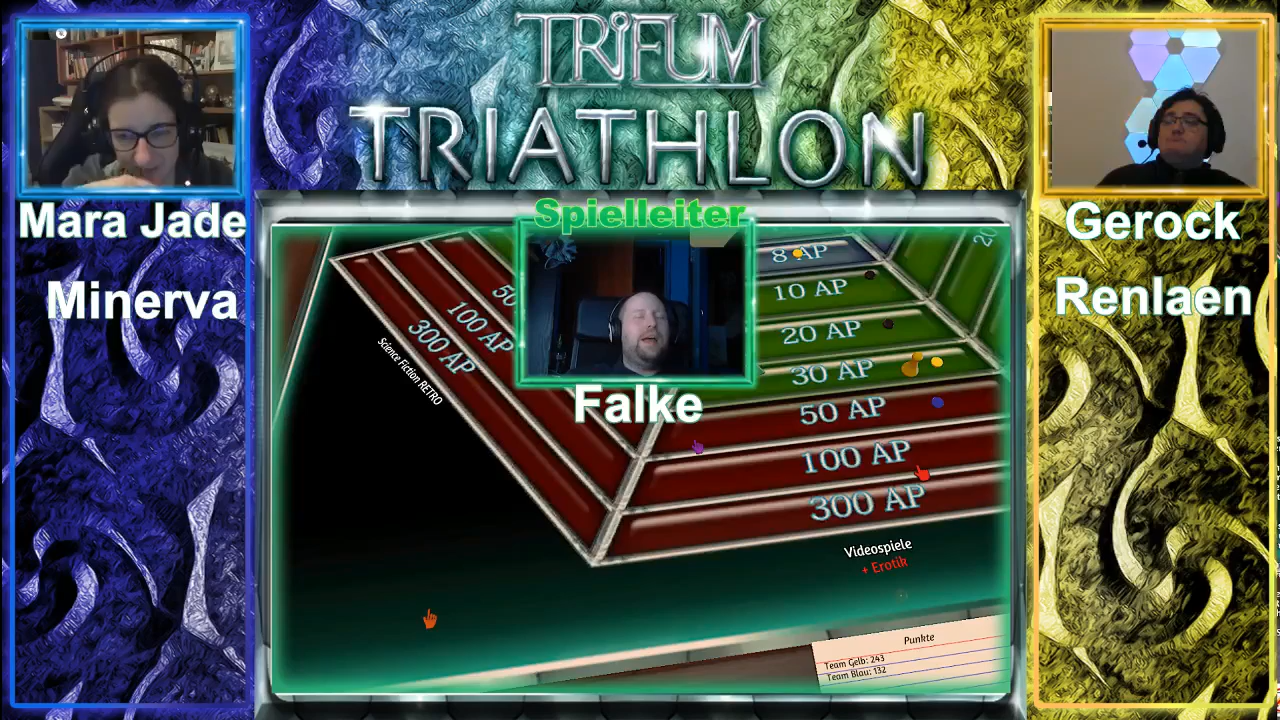 TRiFUM
TRIATHLON
Spielleiter
Mara Jade
Minerva
Falke
Gerock
Renlaen
50
100 AP
300 AP
Science Fiction RETRO
8 AP
10 AP
20 AP
30 AP
50 AP
100 AP
300 AP
20
Videospiele
+ Erotik
Punkte
Team Gelb: 243
Team Blau: 132